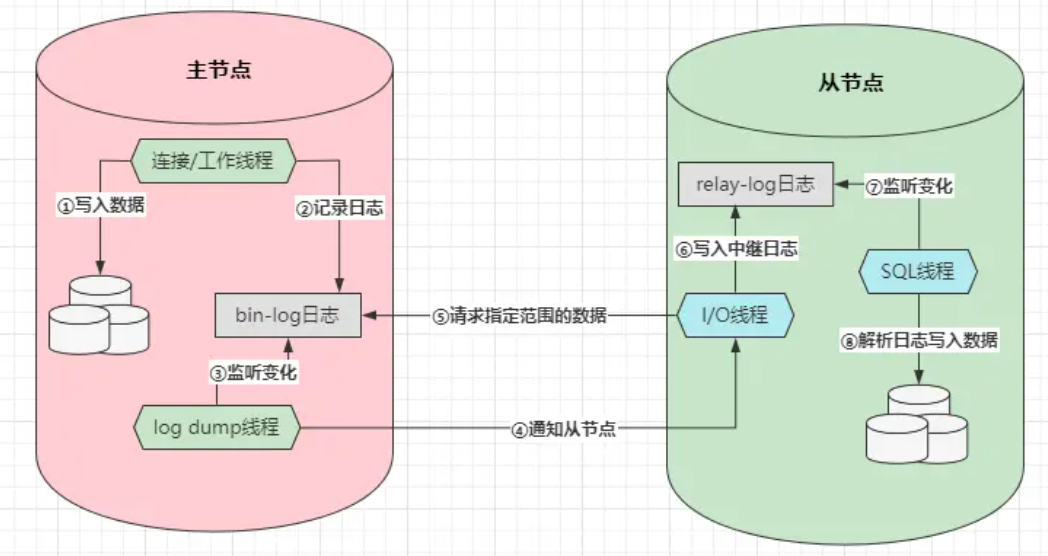 主节点
从节点
连接/工作线程
relay-log日志
⑦监听变化
①写入数据
②记录日志
⑥写入中继日志
SQL线程
bin-log日志
⑤请求指定范围的数据
I/O线程
⑧解析日志写入数据
③监听变化
log dump线程
④通知从节点